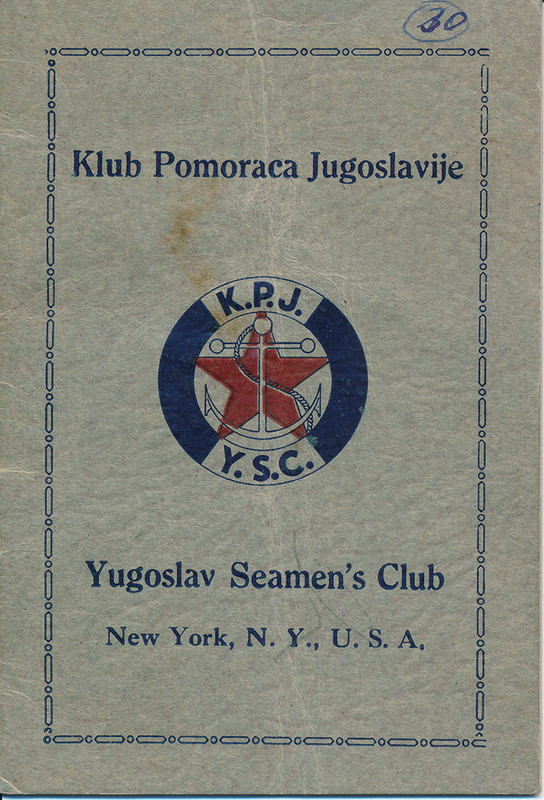 30
Klub Pomoraca Jugoslavije
K.P.J.
Y.S.C.
Yugoslav Seamen's Club
New York, N. Y., U. S. A.